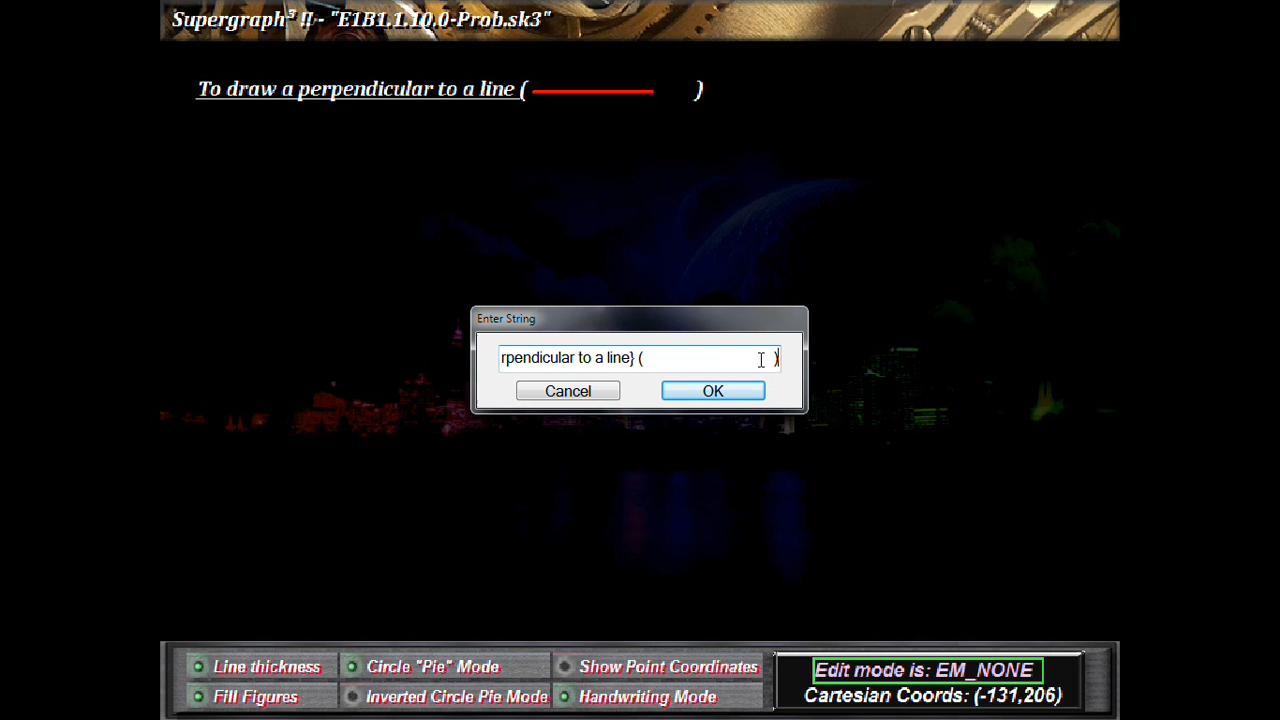 Supergraph³ !! - "E1B1.1.10.0-Prob.sk3"
To draw a perpendicular to a line ( )
Enter String
rpendicular to a line} ( )
Cancel OK
Line thickness Circle "Pie" Mode Show Point Coordinates Edit mode is: EM_NONE
Fill Figures Inverted Circle Pie Mode Handwriting Mode Cartesian Coords: (-131,206)